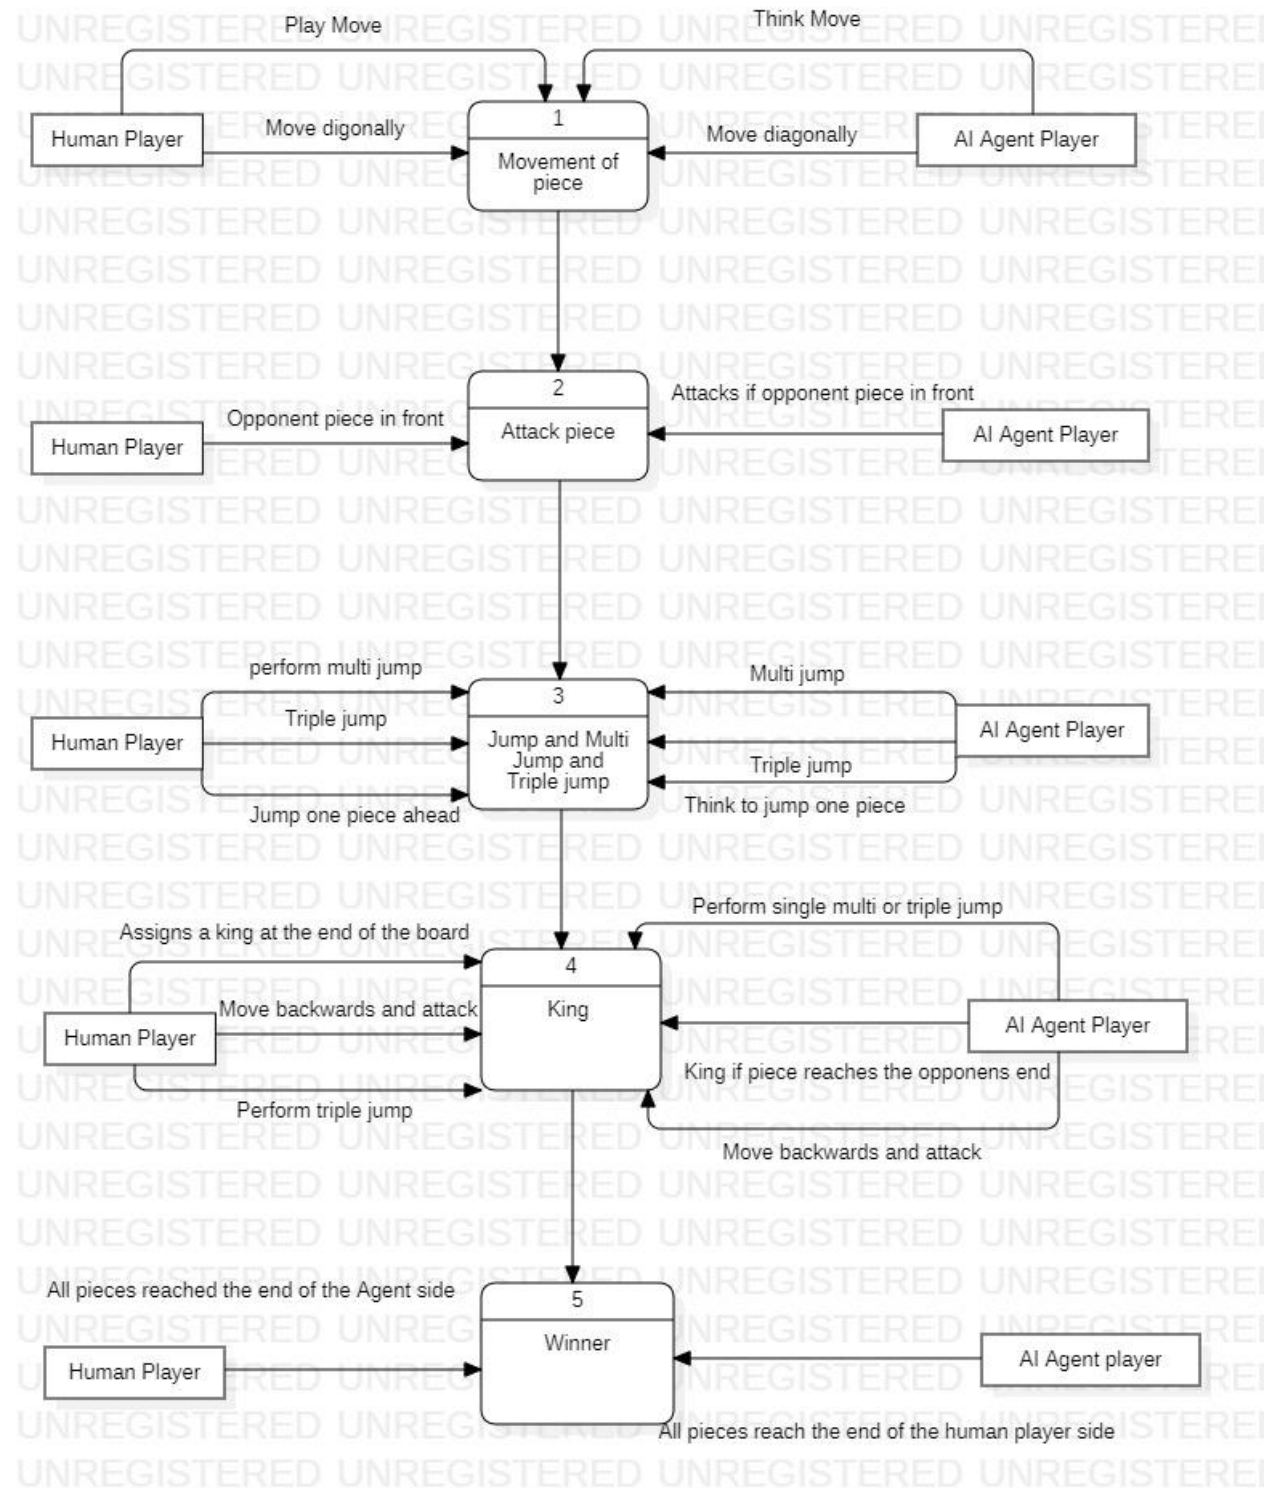 Play Move
Think Move
Human Player
Move digonally
1
Movement of
piece
Move diagonally
AI Agent Player
2
Attack piece
Human Player
Opponent piece in front
Attacks if opponent piece in front
AI Agent Player
perform multi jump
Triple jump
Human Player
Jump one piece ahead
3
Jump and Multi
Jump and
Triple jump
Multi jump
AI Agent Player
Triple jump
Think to jump one piece
Assigns a king at the end of the board
Move backwards and attack
Human Player
Perform triple jump
4
King
Perform single multi or triple jump
AI Agent Player
King if piece reaches the opponens end
Move backwards and attack
All pieces reached the end of the Agent side
Human Player
5
Winner
AI Agent player
All pieces reach the end of the human player side
UNREGISTERED